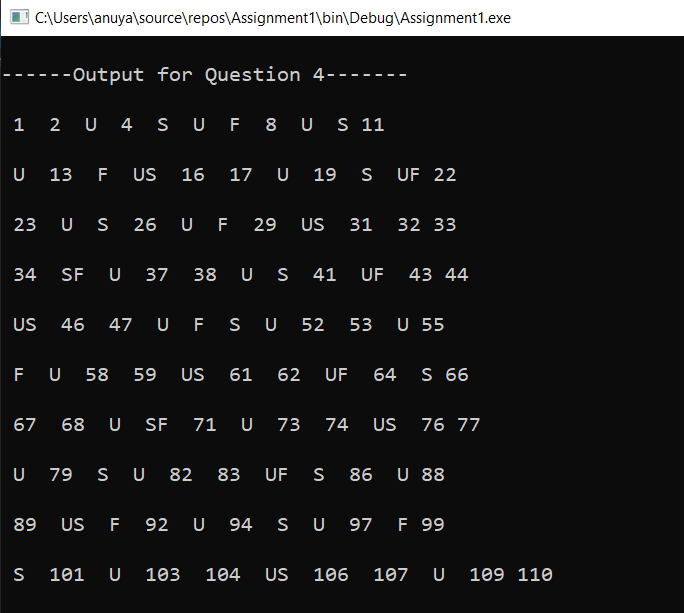 C:\Users\anuya\source\repos\Assignment1\bin\Debug\Assignment1.exe
------Output for Question 4-------
1 2 U 4 S U F 8 U S 11
U 13 F US 16 17 U 19 S UF 22
23 U S 26 U F 29 US 31 32 33
34 SF U 37 38 U S 41 UF 43 44
US 46 47 U F S U 52 53 U 55
F U 58 59 US 61 62 UF 64 S 66
67 68 U SF 71 U 73 74 US 76 77
U 79 S U 82 83 UF S 86 U 88
89 US F 92 U 94 S U 97 F 99
S 101 U 103 104 US 106 107 U 109 110